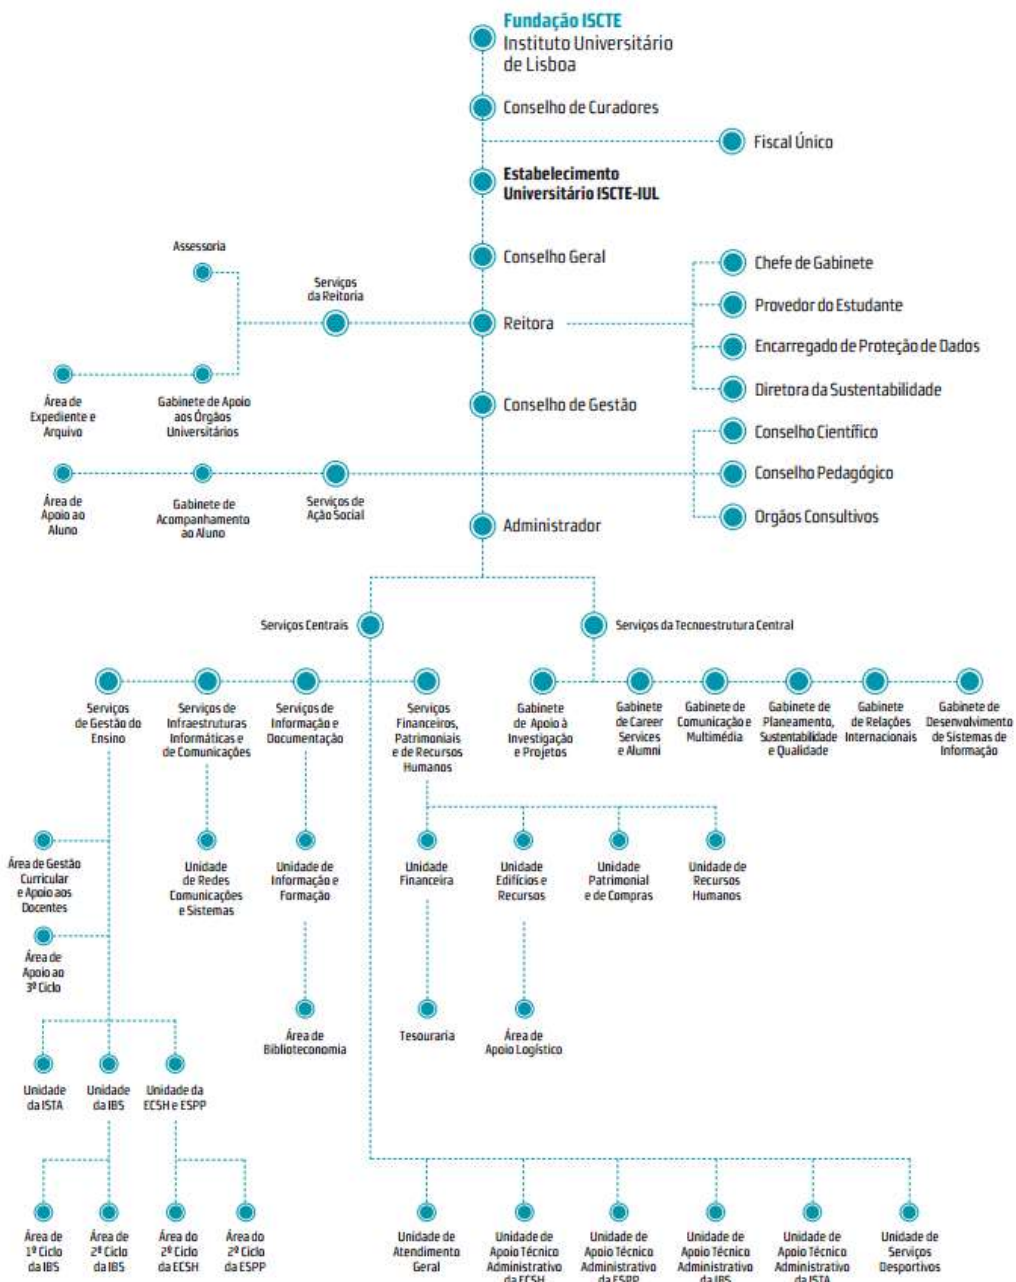 Fundação ISCTE
Instituto Universitário
de Lisboa
Conselho de Curadores
Fiscal Único
Estabelecimento
Universitário ISCTE-IUL
Assessoria
Conselho Geral
Chefe de Gabinete
Serviços
da Reitoria
Provedor do Estudante
Reitora
Encarregado de Proteção de Dados
Diretora da Sustentabilidade
Área de
Expediente e
Arquivo
Gabinete de Apoio
aos Órgãos
Universitários
Conselho de Gestão
Conselho Científico
Conselho Pedagógico
Orgãos Consultivos
Área de
Apoio ao
Aluno
Gabinete de
Acompanhamento
ao Aluno
Serviços de
Ação Social
Administrador
Serviços Centrais
Serviços da Tecnoestrutura Central
Serviços
de Gestão do
Ensino
Serviços de
Infraestruturas
Informáticas e
de Comunicações
Serviços de
Informação e
Documentação
Serviços
Financeiros,
Patrimoniais
e de Recursos
Humanos
Gabinete
de Apoio à
Investigação
e Projetos
Gabinete
de Career
Services
e Alumni
Gabinete de
Comunicação e
Multimédia
Gabinete de
Planeamento,
Sustentabilidade
e Qualidade
Gabinete
de Relações
Internacionais
Gabinete de
Desenvolvimento
de Sistemas de
Informação
Área de Gestão
Curricular
e Apoio aos
Docentes
Unidade
de Redes
Comunicações
e Sistemas
Unidade de
Informação e
Formação
Unidade
Financeira
Unidade
Edifícios e
Recursos
Unidade
Patrimonial
e de Compras
Unidade de
Recursos
Humanos
Área de
Apoio ao
3º Ciclo
Área de
Biblioteconomia
Tesouraria
Área de
Apoio Logístico
Unidade
da ISTA
Unidade
da IBS
Unidade da
ECSH e ESPP
Área de
1º Ciclo
da IBS
Área de
2º Ciclo
da IBS
Área do
2º Ciclo
da ECSH
Área do
2º Ciclo
da ESPP
Unidade de
Atendimento
Geral
Unidade de
Apoio Técnico
Administrativo
da ECSH
Unidade de
Apoio Técnico
Administrativo
da ESPP
Unidade de
Apoio Técnico
Administrativo
da IBS
Unidade de
Apoio Técnico
Administrativo
da ISTA
Unidade de
Serviços
Desportivos